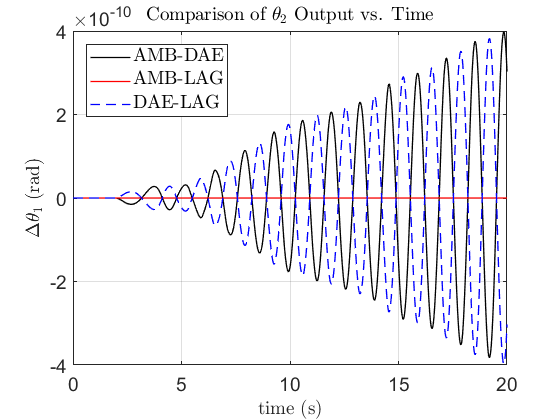 ×10⁻¹⁰ Comparison of θ₂ Output vs. Time
4
AMB-DAE
AMB-LAG
DAE-LAG
2
0
-2
-4
Δθ₁ (rad)
0 5 10 15 20
time (s)